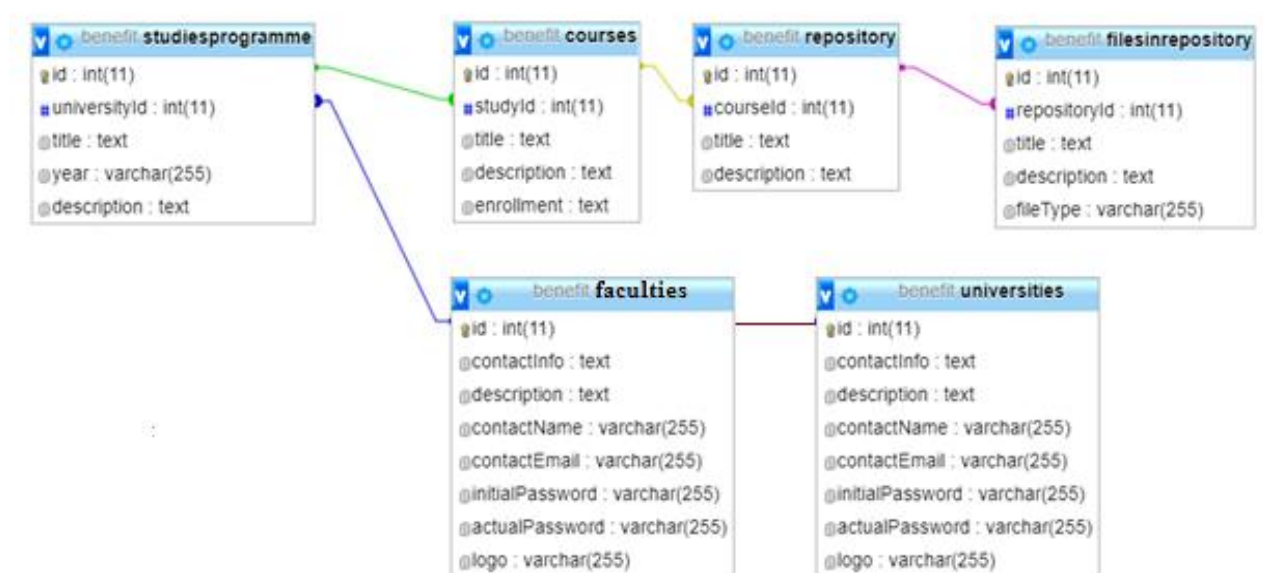 benefit studiesprogramme
id : int(11)
universityId : int(11)
title : text
year : varchar(255)
description : text
benefit courses
id : int(11)
studyId : int(11)
title : text
description : text
enrollment : text
benefit repository
id : int(11)
courseId : int(11)
title : text
description : text
benefit filesinrepository
id : int(11)
repositoryId : int(11)
title : text
description : text
fileType : varchar(255)
benefit faculties
id : int(11)
contactInfo : text
description : text
contactName : varchar(255)
contactEmail : varchar(255)
initialPassword : varchar(255)
actualPassword : varchar(255)
logo : varchar(255)
benefit universities
id : int(11)
contactInfo : text
description : text
contactName : varchar(255)
contactEmail : varchar(255)
initialPassword : varchar(255)
actualPassword : varchar(255)
logo : varchar(255)
: